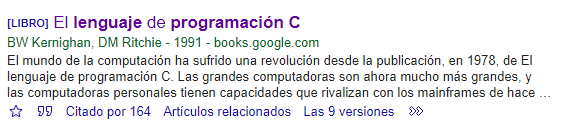 [LIBRO] El lenguaje de programación C
BW Kernighan, DM Ritchie - 1991 - books.google.com
El mundo de la computación ha sufrido una revolución desde la publicación, en 1978, de El
lenguaje de programación C. Las grandes computadoras son ahora mucho más grandes, y
las computadoras personales tienen capacidades que rivalizan con los mainframes de hace …
Citado por 164 Artículos relacionados Las 9 versiones